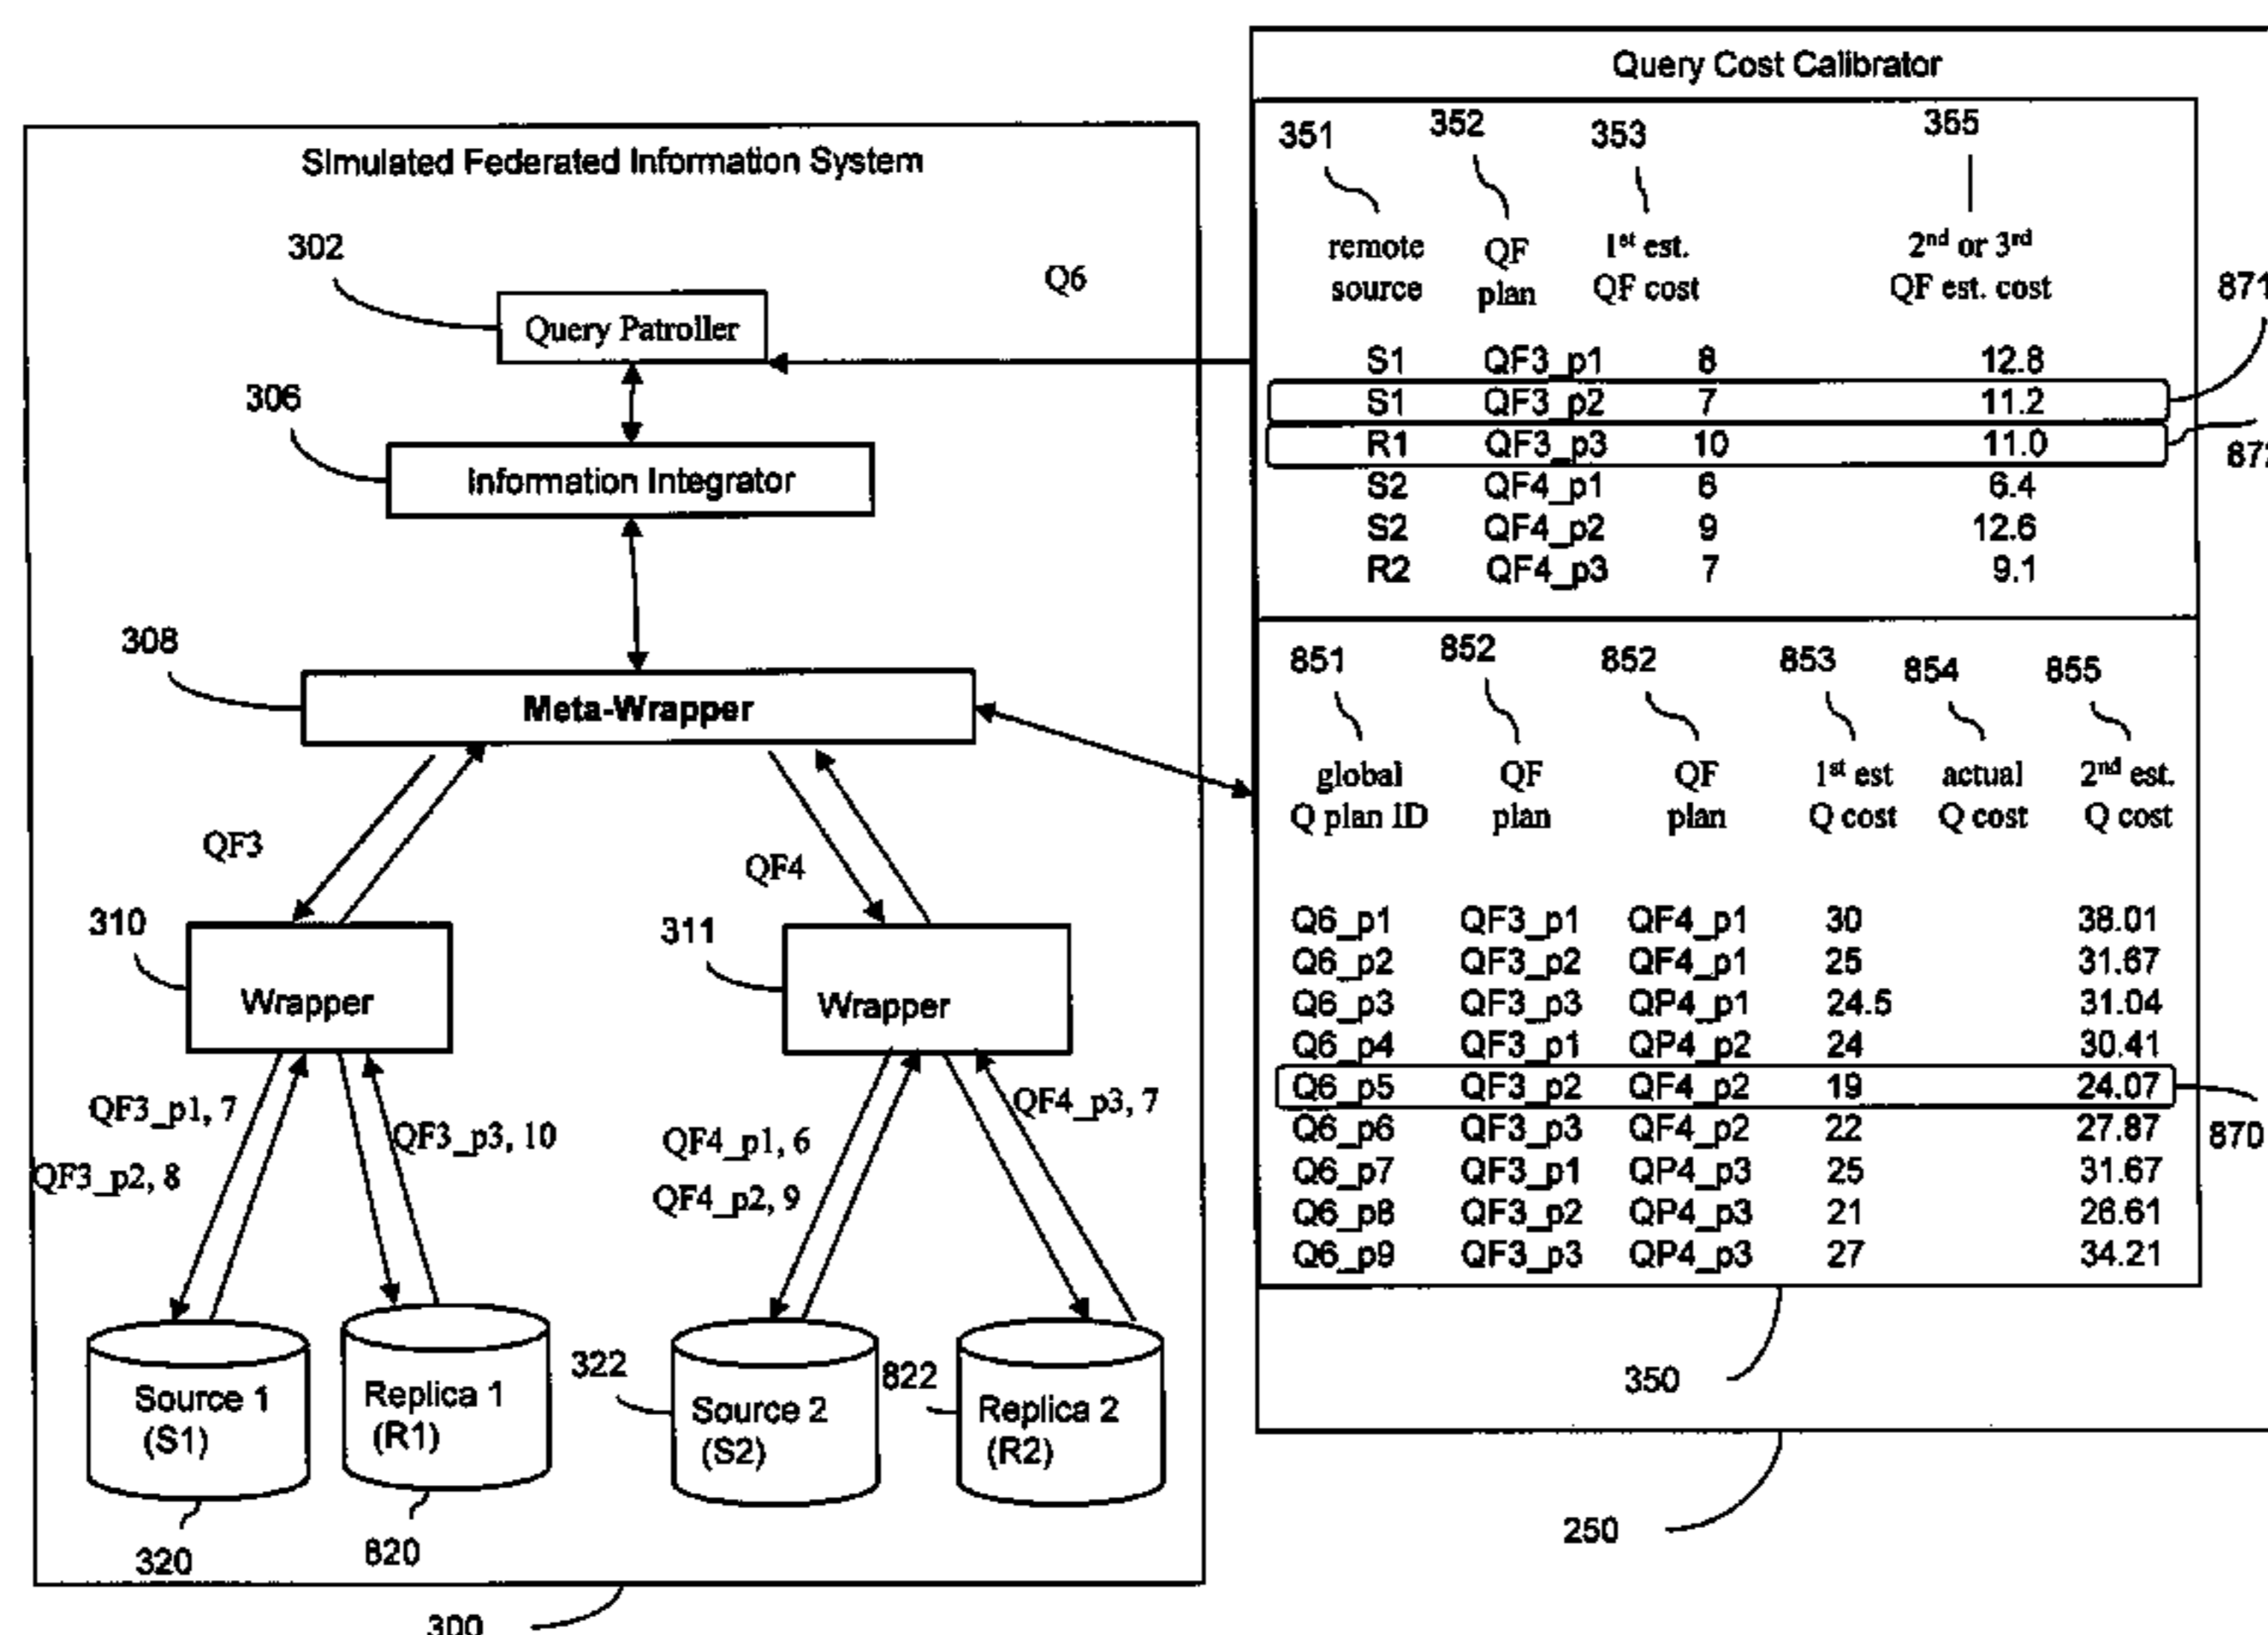 Query Cost Calibrator
Simulated Federated Information System
302
Q6
Query Patroller
306
Information Integrator
308
Meta-Wrapper
QF3
QF4
310
Wrapper
311
Wrapper
QF3_p1, 7
QF3_p2, 8
QF3_p3, 10
QF4_p1, 6
QF4_p2, 9
QF4_p3, 7
Source 1
(S1)
Replica 1
(R1)
322
Source 2
(S2)
822
Replica 2
(R2)
320
820
300
351 352 353 365
remote source QF plan 1st est. QF cost 2nd or 3rd QF est. cost
871
S1 QF3_p1 8 12.8
S1 QF3_p2 7 11.2
R1 QF3_p3 10 11.0
S2 QF4_p1 6 6.4
S2 QF4_p2 9 12.6
R2 QF4_p3 7 9.1
851 852 852 853 854 855
global Q plan ID QF plan QF plan 1st est Q cost actual Q cost 2nd est. Q cost
Q6_p1 QF3_p1 QF4_p1 30 38.01
Q6_p2 QF3_p2 QF4_p1 25 31.67
Q6_p3 QF3_p3 QP4_p1 24.5 31.04
Q6_p4 QF3_p1 QP4_p2 24 30.41
Q6_p5 QF3_p2 QF4_p2 19 24.07
870
Q6_p6 QF3_p3 QF4_p2 22 27.87
Q6_p7 QF3_p1 QP4_p3 25 31.67
Q6_p8 QF3_p2 QP4_p3 21 26.61
Q6_p9 QF3_p3 QP4_p3 27 34.21
350
250